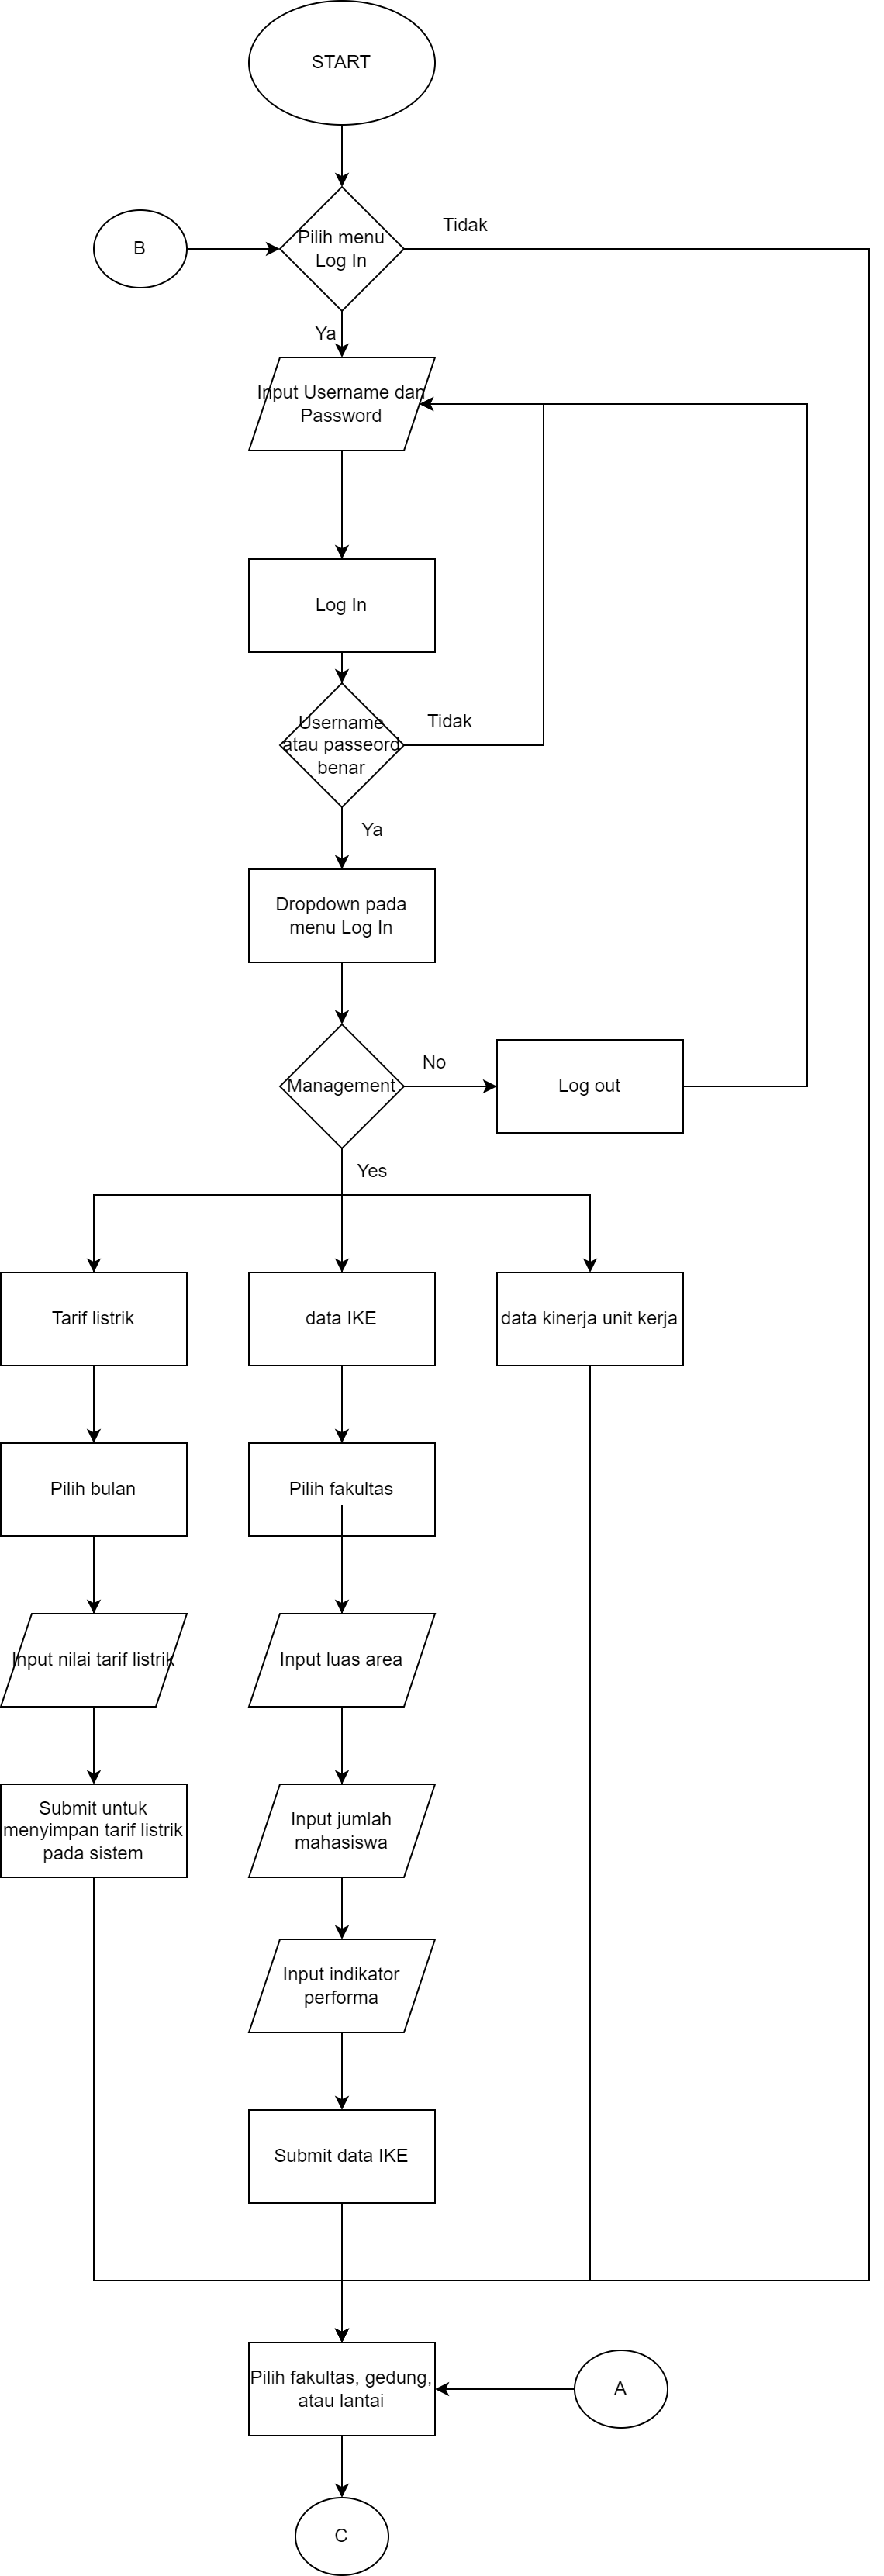 START
B
Pilih menu
Log In
Tidak
Ya
Input Username dan
Password
Log In
Username
atau passeord
benar
Tidak
Ya
Dropdown pada
menu Log In
Management
No
Log out
Yes
Tarif listrik
data IKE
data kinerja unit kerja
Pilih bulan
Pilih fakultas
Input nilai tarif listrik
Input luas area
Submit untuk
menyimpan tarif listrik
pada sistem
Input jumlah
mahasiswa
Input indikator
performa
Submit data IKE
Pilih fakultas, gedung,
atau lantai
A
C